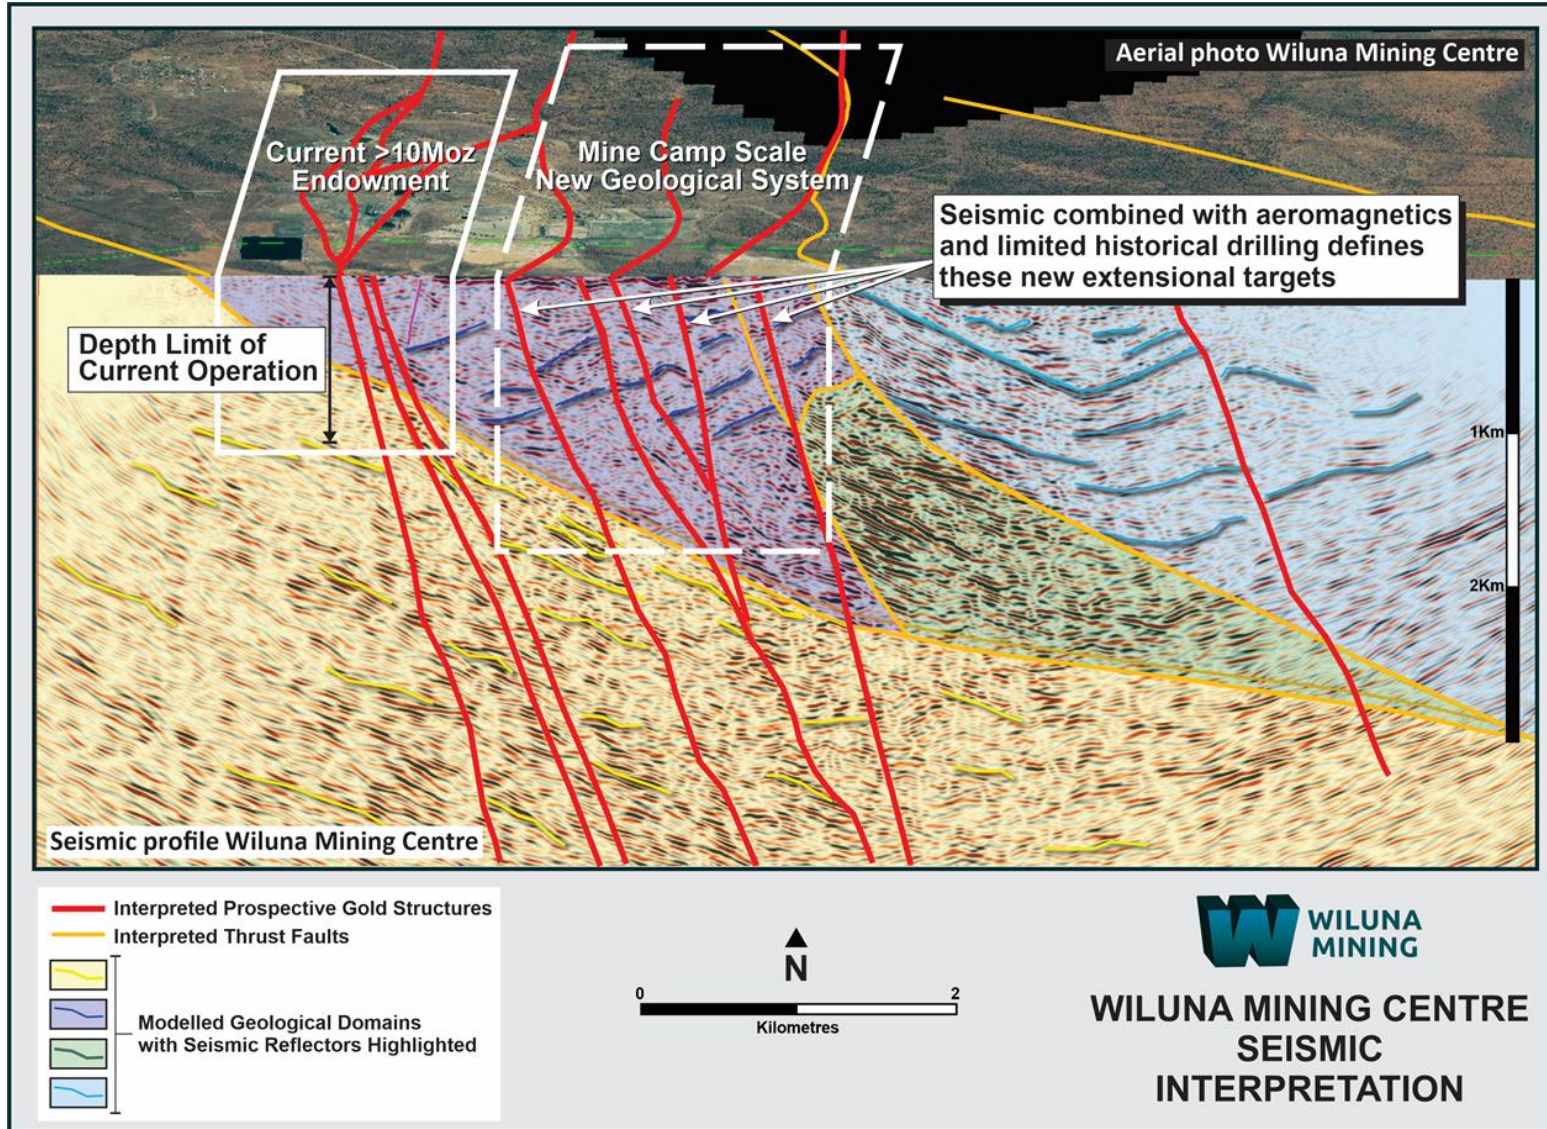 Aerial photo Wiluna Mining Centre
Current >10Moz
Endowment
Mine Camp Scale
New Geological System
Seismic combined with aeromagnetics
and limited historical drilling defines
these new extensional targets
Depth Limit of
Current Operation
1Km
2Km
Seismic profile Wiluna Mining Centre
Interpreted Prospective Gold Structures
Interpreted Thrust Faults
Modelled Geological Domains
with Seismic Reflectors Highlighted
N
0 2
Kilometres
W WILUNA
MINING
WILUNA MINING CENTRE
SEISMIC
INTERPRETATION